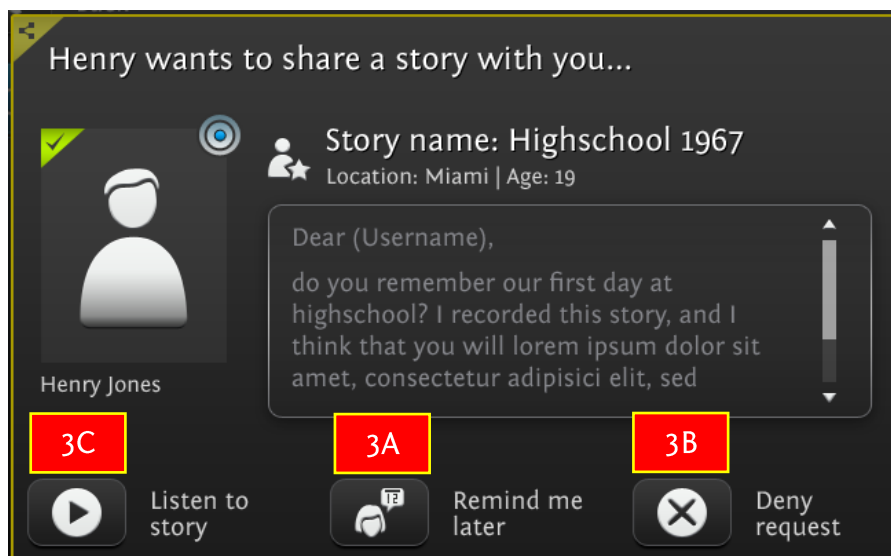 Henry wants to share a story with you...
Story name: Highschool 1967
Location: Miami | Age: 19
Dear (Username),
do you remember our first day at
highschool? I recorded this story, and I
think that you will lorem ipsum dolor sit
amet, consectetur adipisici elit, sed
Henry Jones
3C
3A
3B
Listen to
story
12
Remind me
later
Deny
request